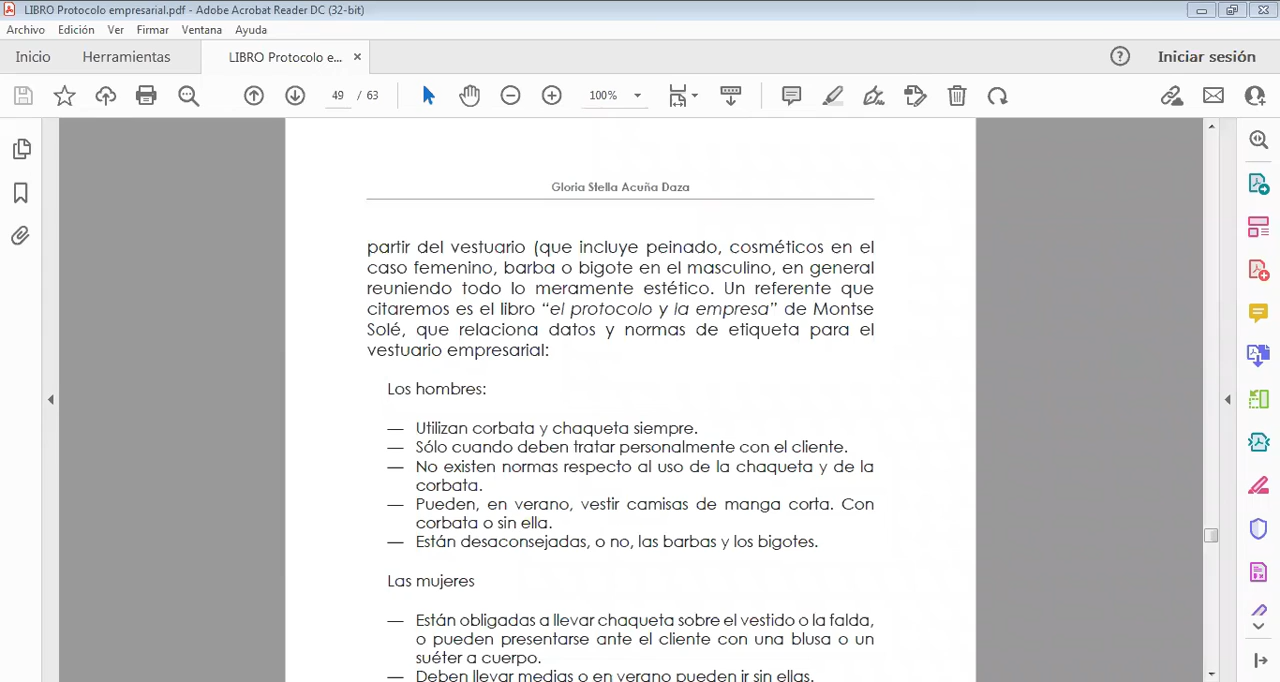 LIBRO Protocolo empresarial.pdf - Adobe Acrobat Reader DC (32-bit)
Archivo Edición Ver Firmar Ventana Ayuda
Inicio Herramientas LIBRO Protocolo e... Iniciar sesión
49 / 63 100%
Gloria Stella Acuña Daza
partir del vestuario (que incluye peinado, cosméticos en el
caso femenino, barba o bigote en el masculino, en general
reuniendo todo lo meramente estético. Un referente que
citaremos es el libro “el protocolo y la empresa” de Montse
Solé, que relaciona datos y normas de etiqueta para el
vestuario empresarial:
Los hombres:
— Utilizan corbata y chaqueta siempre.
— Sólo cuando deben tratar personalmente con el cliente.
— No existen normas respecto al uso de la chaqueta y de la
corbata.
— Pueden, en verano, vestir camisas de manga corta. Con
corbata o sin ella.
— Están desaconsejadas, o no, las barbas y los bigotes.
Las mujeres
— Están obligadas a llevar chaqueta sobre el vestido o la falda,
o pueden presentarse ante el cliente con una blusa o un
suéter a cuerpo.
— Deben llevar medias o en verano pueden ir sin ellas.